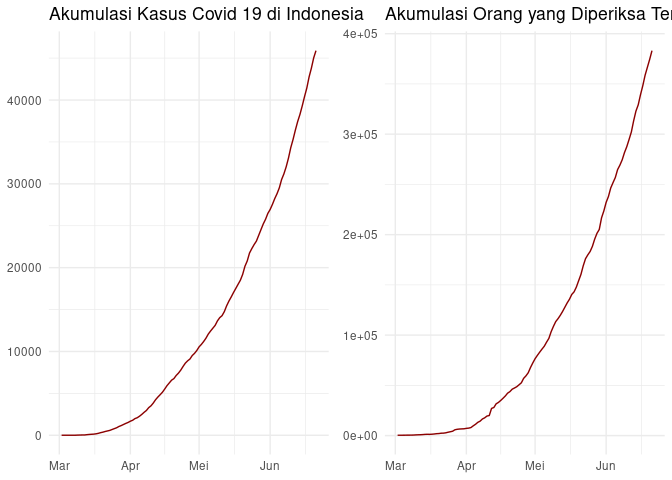 Akumulasi Kasus Covid 19 di Indonesia
40000
30000
20000
10000
0
Mar Apr Mei Jun
Akumulasi Orang yang Diperiksa
4e+05
3e+05
2e+05
1e+05
0e+00
Mar Apr Mei Jun